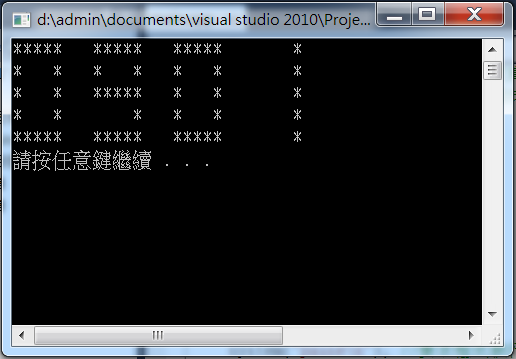 d:\admin\documents\visual studio 2010\Proje...
*****   *****   *****       *
*   *   *   *   *   *       *
*   *   *****   *   *       *
*   *       *   *   *       *
*****   *****   *****       *
請按任意鍵繼續 . . .